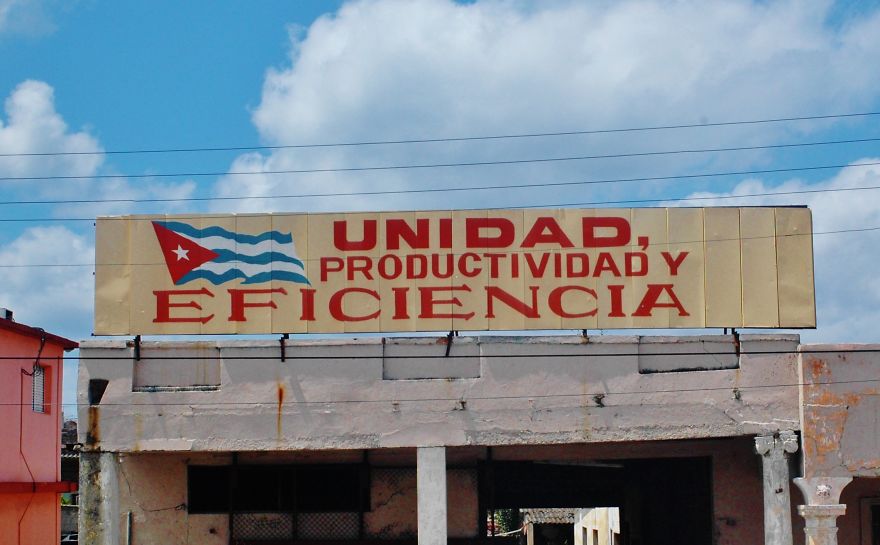 UNIDAD,
PRODUCTIVIDAD Y
EFICIENCIA